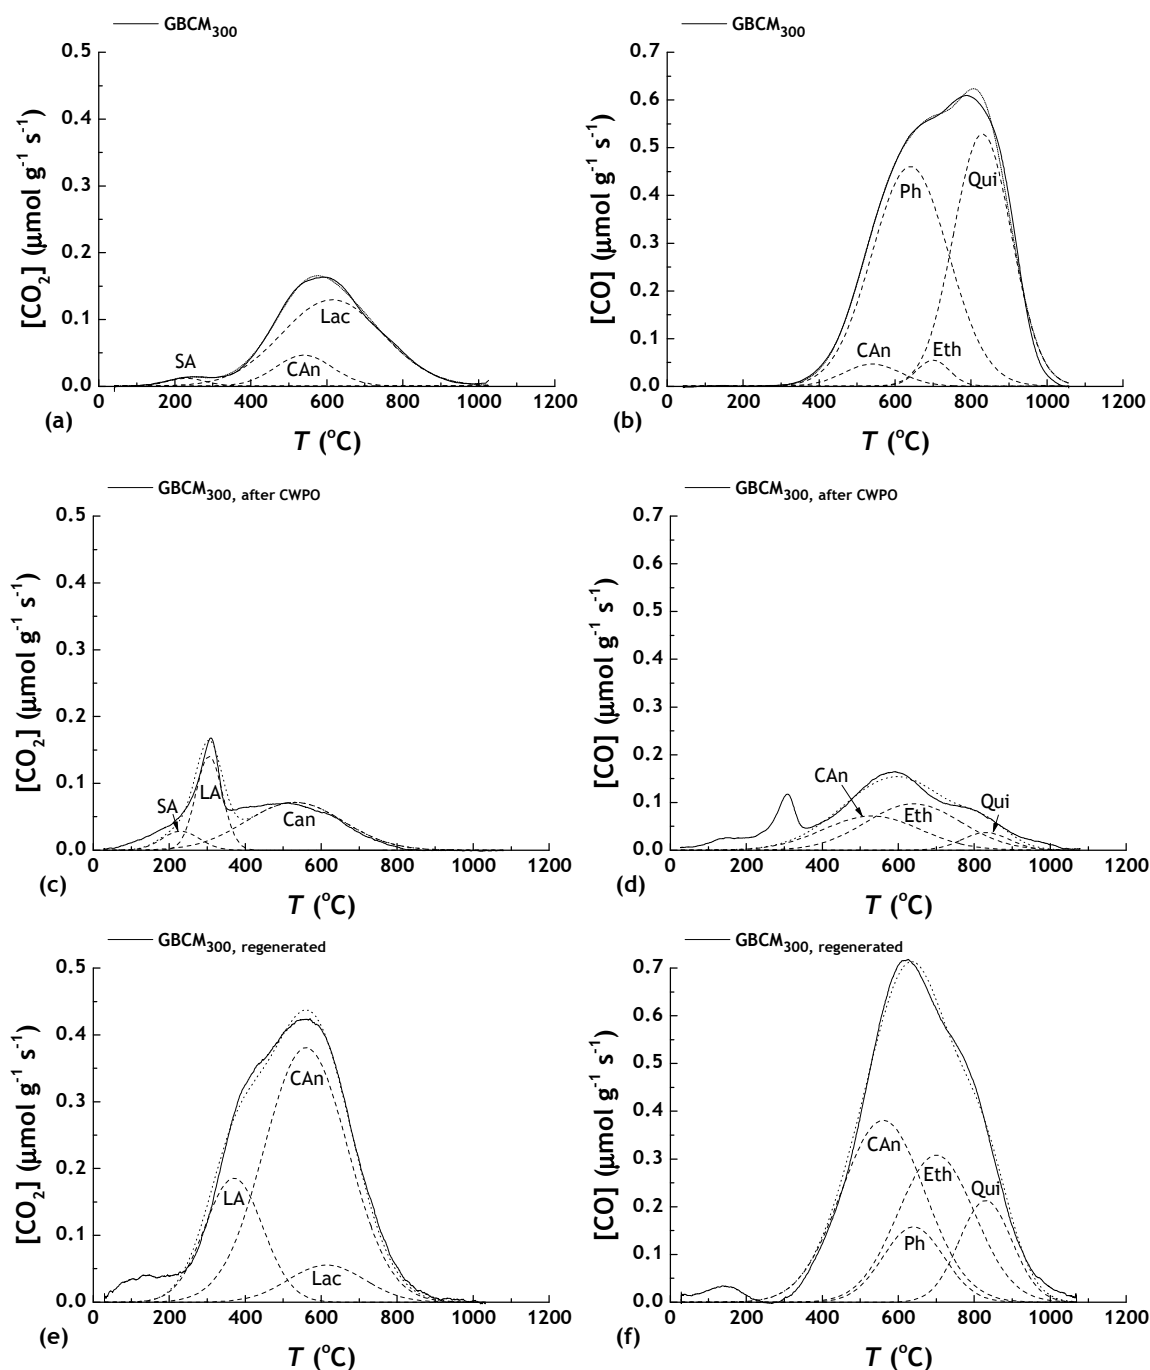 GBCM300
0.5
0.4
0.3
0.2
0.1
0.0
[CO2] (μmol g-1 s-1)
SA
Lac
CAn
0 200 400 600 800 1000 1200
(a)
T (oC)
GBCM300
0.7
0.6
0.5
0.4
0.3
0.2
0.1
0.0
[CO] (μmol g-1 s-1)
Ph
Qui
CAn
Eth
0 200 400 600 800 1000 1200
(b)
T (oC)
GBCM300, after CWPO
0.5
0.4
0.3
0.2
0.1
0.0
[CO2] (μmol g-1 s-1)
SA
LA
Can
0 200 400 600 800 1000 1200
(c)
T (oC)
GBCM300, after CWPO
0.7
0.6
0.5
0.4
0.3
0.2
0.1
0.0
[CO] (μmol g-1 s-1)
CAn
Eth
Qui
0 200 400 600 800 1000 1200
(d)
T (oC)
GBCM300, regenerated
0.5
0.4
0.3
0.2
0.1
0.0
[CO2] (μmol g-1 s-1)
CAn
LA
Lac
0 200 400 600 800 1000 1200
(e)
T (oC)
GBCM300, regenerated
0.7
0.6
0.5
0.4
0.3
0.2
0.1
0.0
[CO] (μmol g-1 s-1)
CAn
Eth
Qui
Ph
0 200 400 600 800 1000 1200
(f)
T (oC)